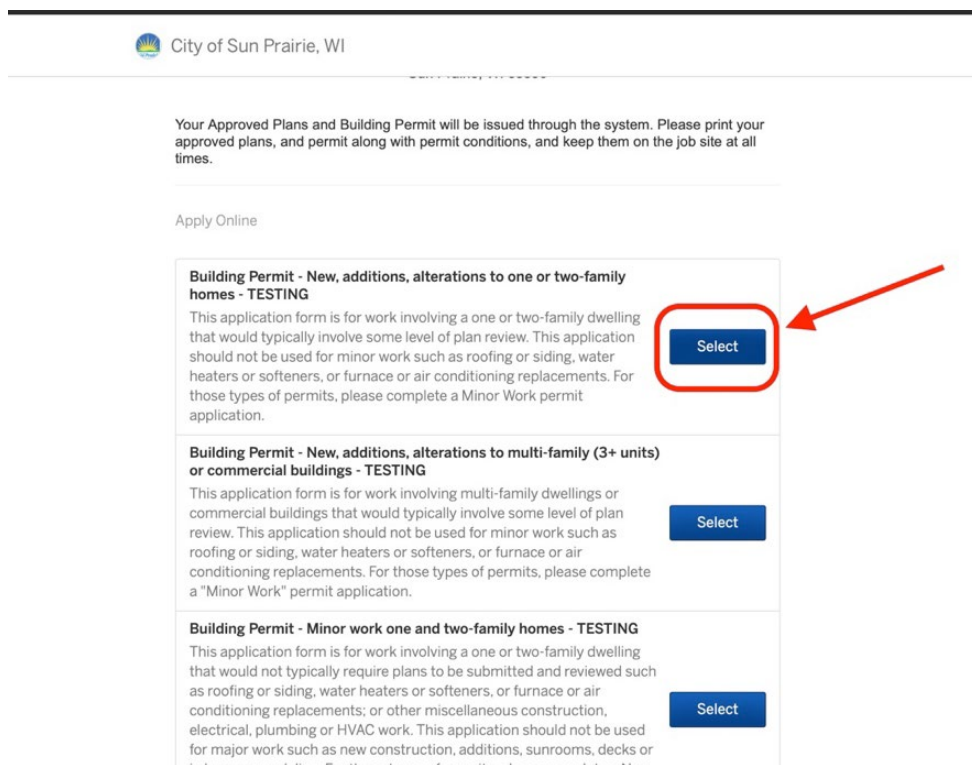 City of Sun Prairie, WI
Your Approved Plans and Building Permit will be issued through the system. Please print your
approved plans, and permit along with permit conditions, and keep them on the job site at all
times.
Apply Online
Building Permit - New, additions, alterations to one or two-family
homes - TESTING
This application form is for work involving a one or two-family dwelling
that would typically involve some level of plan review. This application
should not be used for minor work such as roofing or siding, water
heaters or softeners, or furnace or air conditioning replacements. For
those types of permits, please complete a Minor Work permit
application.
Select
Building Permit - New, additions, alterations to multi-family (3+ units)
or commercial buildings - TESTING
This application form is for work involving multi-family dwellings or
commercial buildings that would typically involve some level of plan
review. This application should not be used for minor work such as
roofing or siding, water heaters or softeners, or furnace or air
conditioning replacements. For those types of permits, please complete
a "Minor Work" permit application.
Select
Building Permit - Minor work one and two-family homes - TESTING
This application form is for work involving a one or two-family dwelling
that would not typically require plans to be submitted and reviewed such
as roofing or siding, water heaters or softeners, or furnace or air
conditioning replacements; or other miscellaneous construction,
electrical, plumbing or HVAC work. This application should not be used
for major work such as new construction, additions, sunrooms, decks or
Select